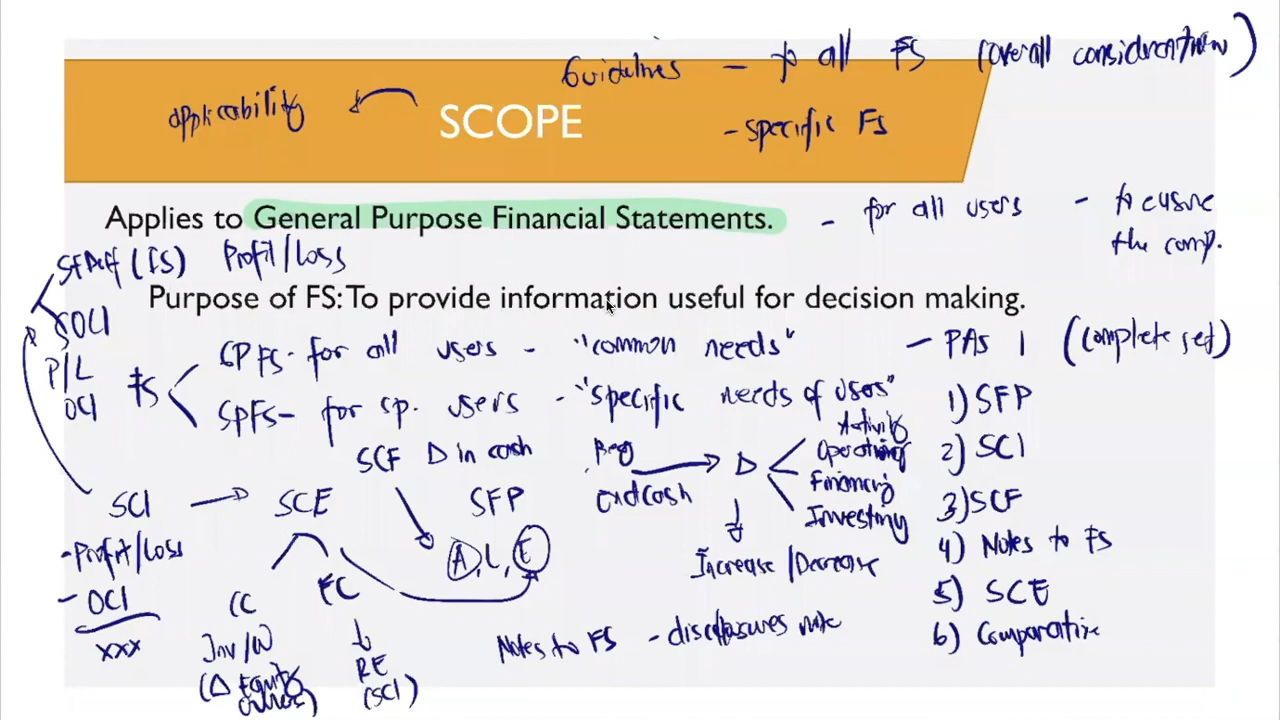 Guidelines - to all FS (overall consideration)
applicability
SCOPE
- specific FS
Applies to General Purpose Financial Statements.
- for all users - to ensure the comp.
(IS) Profit/Loss
SOCI
P/L
OCI
Purpose of FS: To provide information useful for decision making.
FS
GPFS - for all users - "common needs"
SPFS - for sp. users - "specific needs of users"
- PAS 1 (complete set)
1) SFP
2) SCI
3) SCF
4) Notes to FS
5) SCE
6) Comparative
SCF Δ in cash
Beg
end cash
Δ
Activity
Operating
Financing
Investing
Increase/Decrease
SCI
SCE
SFP
A, L, E
- Profit/Loss
- OCI
xxx
CC
Inv/W
(Δ Equity owners)
EC
RE
(SCI)
Notes to FS - disclosures